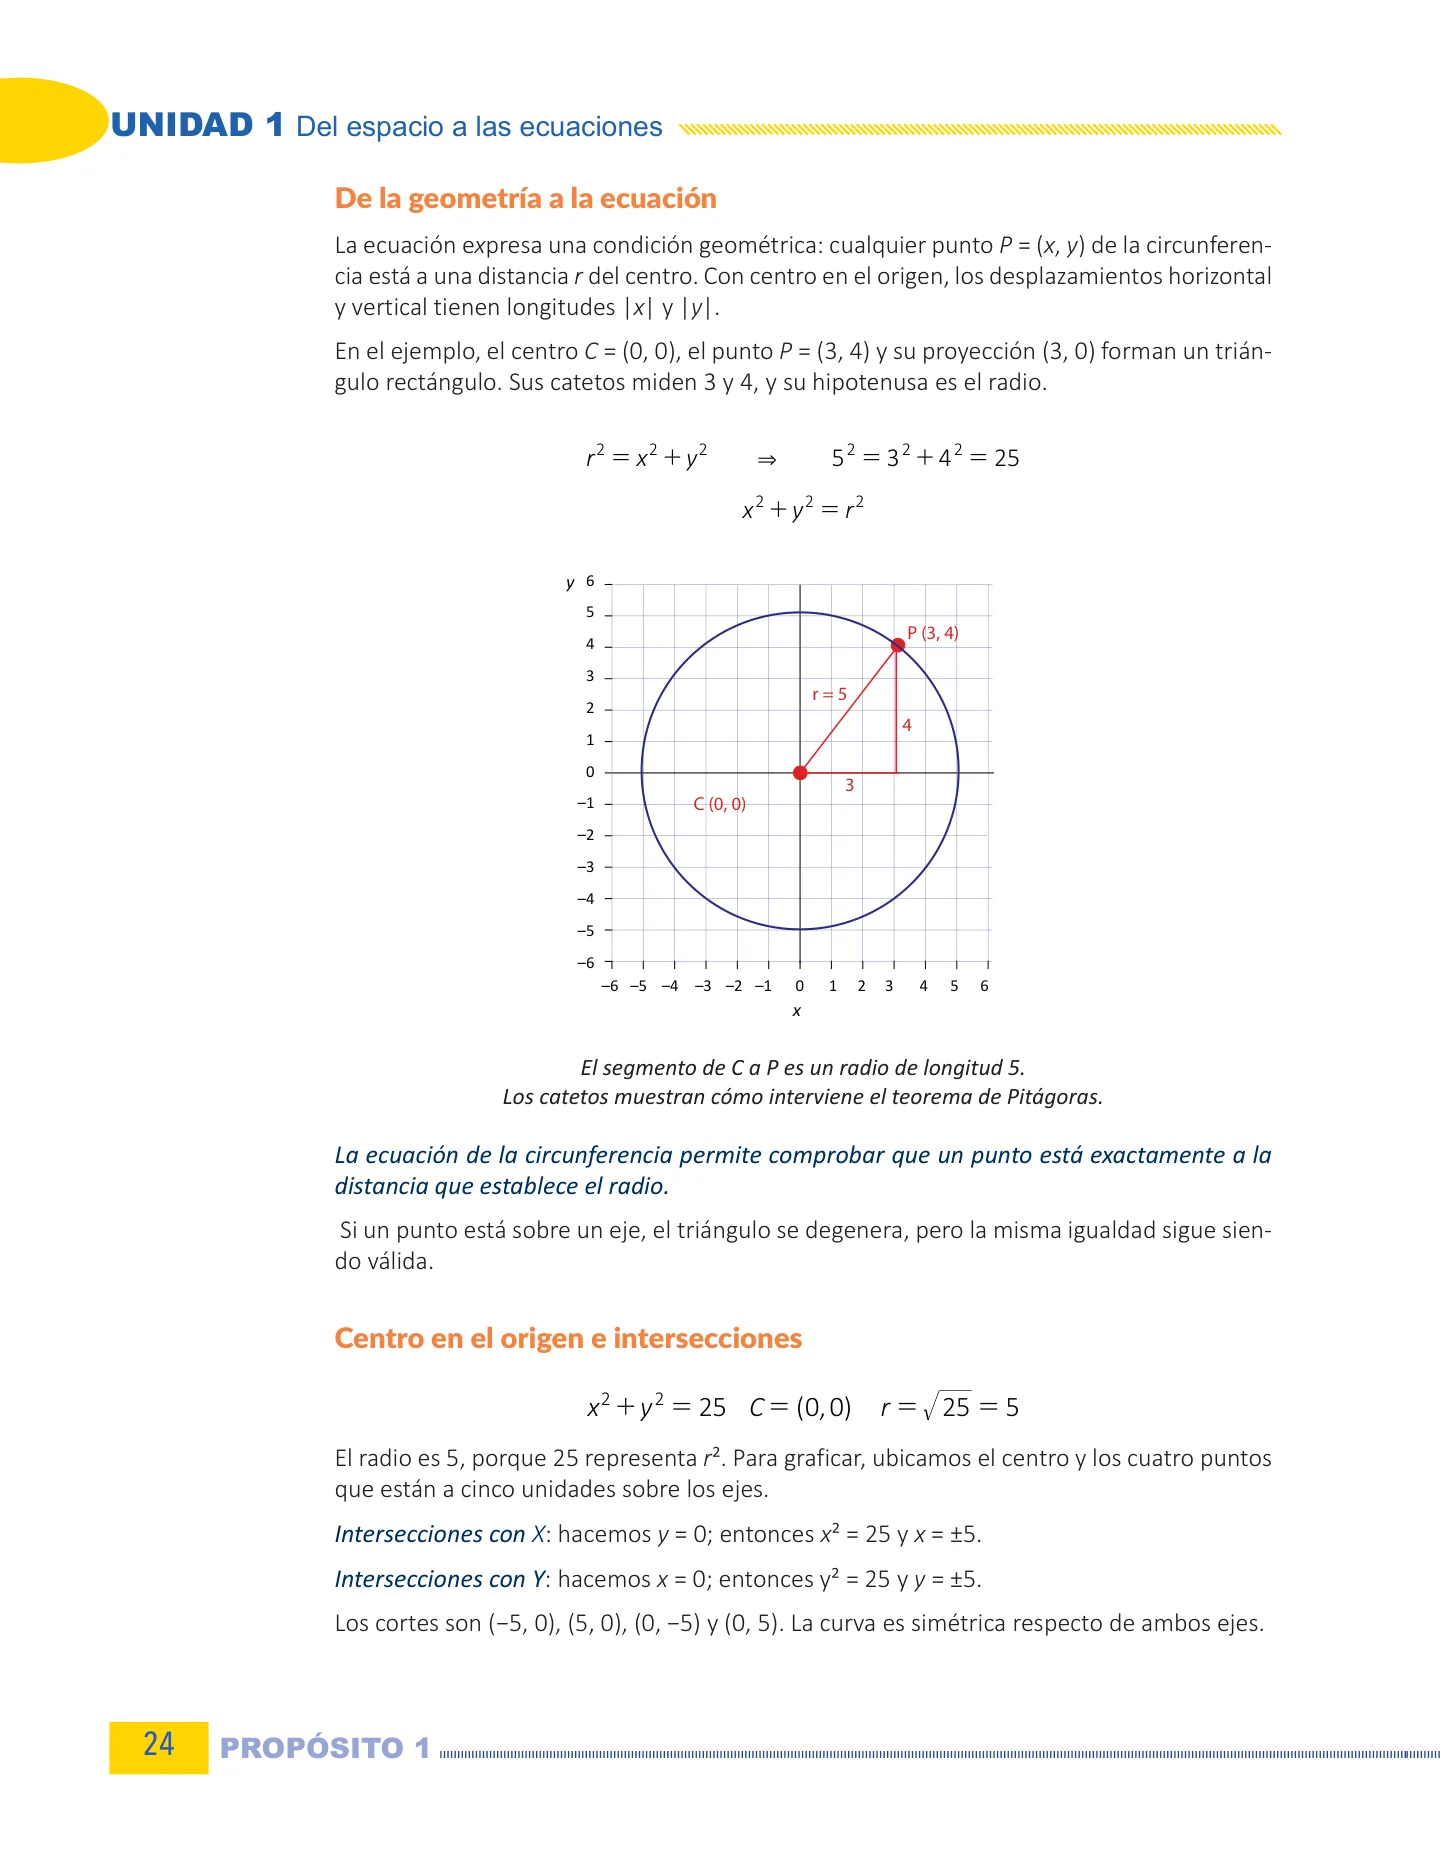 UNIDAD 1 Del espacio a las ecuaciones
De la geometría a la ecuación
La ecuación expresa una condición geométrica: cualquier punto P = (x, y) de la circunferen-
cia está a una distancia r del centro. Con centro en el origen, los desplazamientos horizontal
y vertical tienen longitudes |x| y |y|.
En el ejemplo, el centro C = (0, 0), el punto P = (3, 4) y su proyección (3, 0) forman un trián-
gulo rectángulo. Sus catetos miden 3 y 4, y su hipotenusa es el radio.
r² = x² + y² ⇒ 5² = 3² + 4² = 25
x² + y² = r²
y 6
5
4
3
2
1
0
–1
–2
–3
–4
–5
–6
P (3, 4)
r = 5
4
3
C (0, 0)
–6 –5 –4 –3 –2 –1 0 1 2 3 4 5 6
x
El segmento de C a P es un radio de longitud 5.
Los catetos muestran cómo interviene el teorema de Pitágoras.
La ecuación de la circunferencia permite comprobar que un punto está exactamente a la
distancia que establece el radio.
Si un punto está sobre un eje, el triángulo se degenera, pero la misma igualdad sigue sien-
do válida.
Centro en el origen e intersecciones
x² + y² = 25 C = (0, 0) r = √25 = 5
El radio es 5, porque 25 representa r². Para graficar, ubicamos el centro y los cuatro puntos
que están a cinco unidades sobre los ejes.
Intersecciones con X: hacemos y = 0; entonces x² = 25 y x = ±5.
Intersecciones con Y: hacemos x = 0; entonces y² = 25 y y = ±5.
Los cortes son (−5, 0), (5, 0), (0, −5) y (0, 5). La curva es simétrica respecto de ambos ejes.
24 PROPÓSITO 1